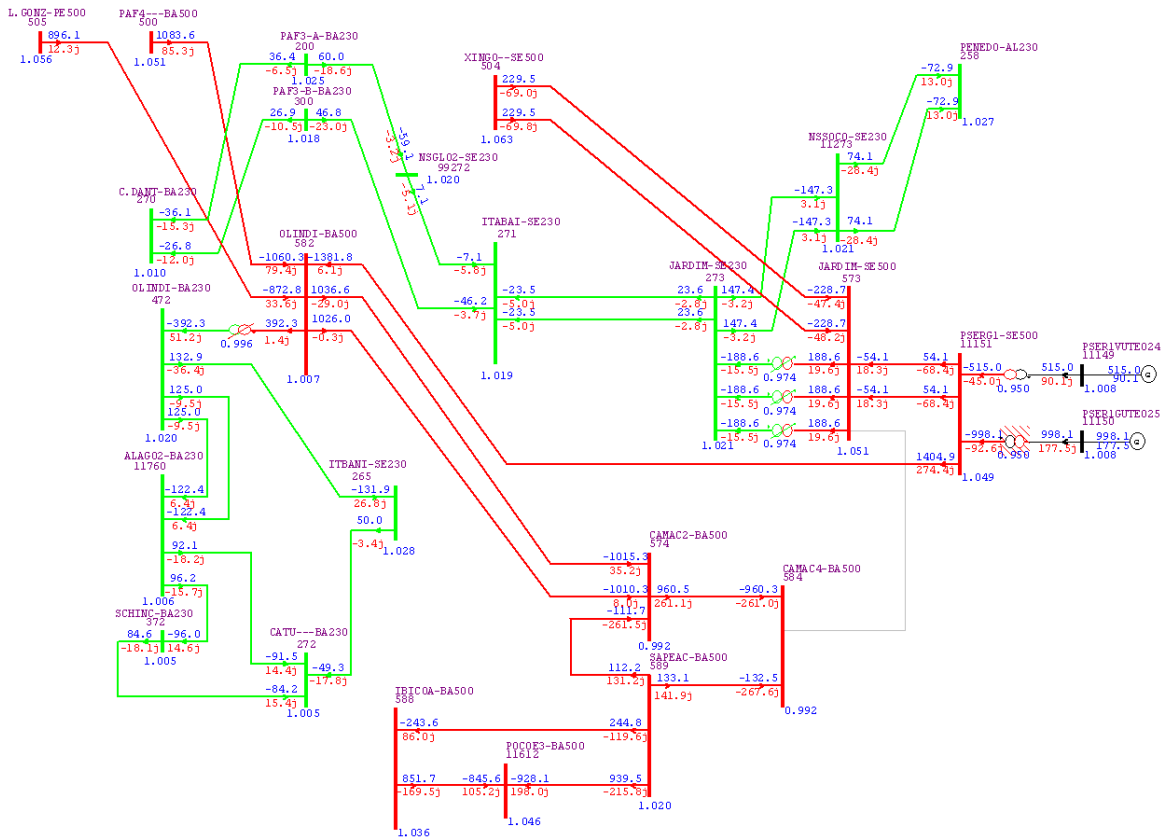 L.GONZ-PE500
505
896.1
12.3j
1.056
PAF4---BA500
500
1083.6
85.3j
1.051
PAF3-A-BA230
200
36.4
-6.5j
60.0
-18.6j
1.025
PAF3-B-BA230
300
26.9
-10.5j
46.8
-23.0j
1.018
XINGO--SE500
504
229.5
-69.0j
229.5
-69.8j
1.063
PENEDO-AL230
258
-72.9
13.0j
-72.9
13.0j
1.027
NSSOCO-SE230
11273
74.1
-28.4j
-147.3
3.1j
-147.3
3.1j
74.1
-28.4j
1.021
-59.1
-3.2j
NSGLO2-SE230
99272
1.020
7.1
-5.1j
C.DANT-BA230
270
-36.1
-15.3j
-26.8
-12.0j
1.010
OLINDI-BA500
582
-1060.3
79.4j
-1381.8
6.1j
-872.8
33.6j
1036.6
-29.0j
392.3
1.4j
1026.0
-0.3j
1.007
ITABAI-SE230
271
-7.1
-5.8j
-46.2
-3.7j
-23.5
-5.0j
-23.5
-5.0j
1.019
JARDIM-SE230
273
23.6
-2.8j
147.4
-3.2j
23.6
-2.8j
147.4
-3.2j
-188.6
-15.5j
-188.6
-15.5j
-188.6
-15.5j
1.021
0.974
0.974
0.974
JARDIM-SE500
573
-228.7
-47.4j
-228.7
-48.2j
188.6
19.6j
-54.1
18.3j
188.6
19.6j
-54.1
18.3j
188.6
19.6j
1.051
PSERG1-SE500
11151
54.1
-68.4j
-515.0
-45.0j
54.1
-68.4j
-998.1
-92.6j
1404.9
274.4j
1.049
0.950
0.950
PSER1VUTE024
11149
515.0
90.1j
515.0
90.1
1.008
PSER1GUTE025
11150
998.1
177.5j
998.1
177.5
1.008
OLINDI-BA230
472
-392.3
51.2j
0.996
132.9
-36.4j
125.0
-9.5j
125.0
-9.5j
1.020
ALAGO2-BA230
11760
-122.4
6.4j
-122.4
6.4j
92.1
-18.2j
96.2
-15.7j
1.006
ITBANI-SE230
265
-131.9
26.8j
50.0
-3.4j
1.028
SCHINC-BA230
372
84.6
-18.1j
-96.0
14.6j
1.005
CATU---BA230
272
-91.5
14.4j
-49.3
-17.8j
-84.2
15.4j
1.005
CAMAC2-BA500
574
-1015.3
35.2j
-1010.3
8.0j
960.5
261.1j
-111.7
-261.5j
0.992
CAMAC4-BA500
584
-960.3
-261.0j
-132.5
-267.6j
0.992
SAPEAC-BA500
589
112.2
131.2j
133.1
141.9j
244.8
-119.6j
939.5
-215.8j
1.020
IBICOA-BA500
588
-243.6
86.0j
851.7
-169.5j
1.036
POCOE3-BA500
11612
-845.6
105.2j
-928.1
198.0j
1.046